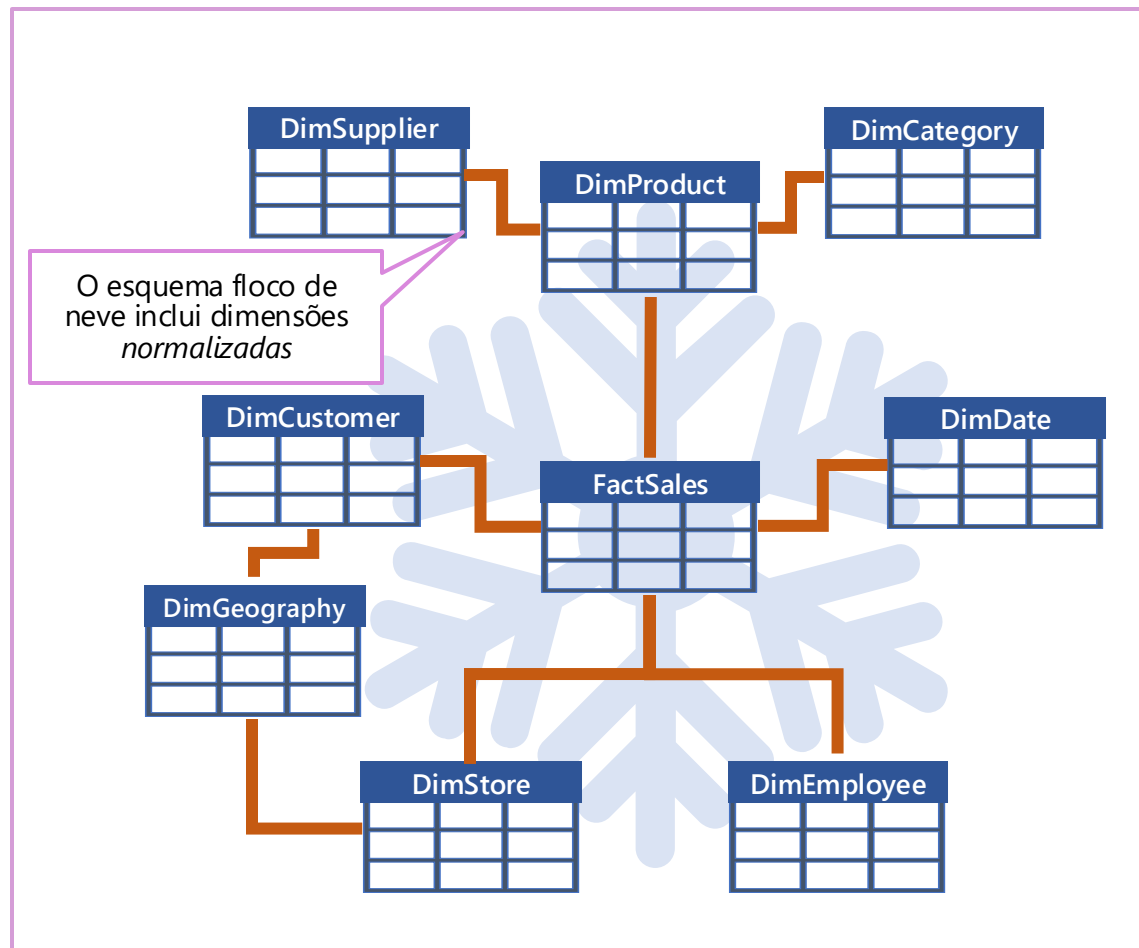 DimSupplier
DimCategory
DimProduct
O esquema floco de
neve inclui dimensões
normalizadas
DimCustomer
DimDate
FactSales
DimGeography
DimStore
DimEmployee